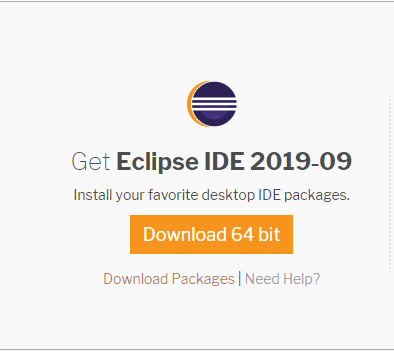 Get Eclipse IDE 2019-09
Install your favorite desktop IDE packages.
Download 64 bit
Download Packages | Need Help?